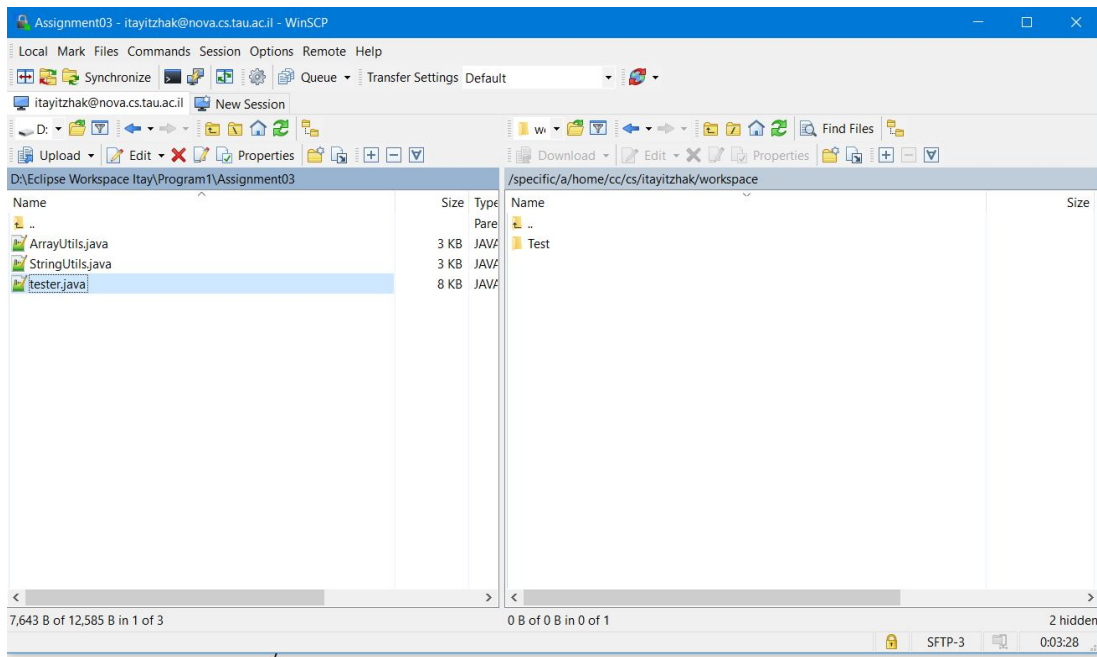 Assignment03 - itayitzhak@nova.cs.tau.ac.il - WinSCP
Local Mark Files Commands Session Options Remote Help
Synchronize Queue Transfer Settings Default
itayitzhak@nova.cs.tau.ac.il New Session
D: w Find Files
Upload Edit Properties Download Edit Properties
D:\Eclipse Workspace Itay\Program1\Assignment03 /specific/a/home/cc/cs/itayitzhak/workspace
Name Size Type Name Size
.. Pare ..
ArrayUtils.java 3 KB JAVA Test
StringUtils.java 3 KB JAVA
tester.java 8 KB JAVA
7,643 B of 12,585 B in 1 of 3 0 B of 0 B in 0 of 1 2 hidden
SFTP-3 0:03:28